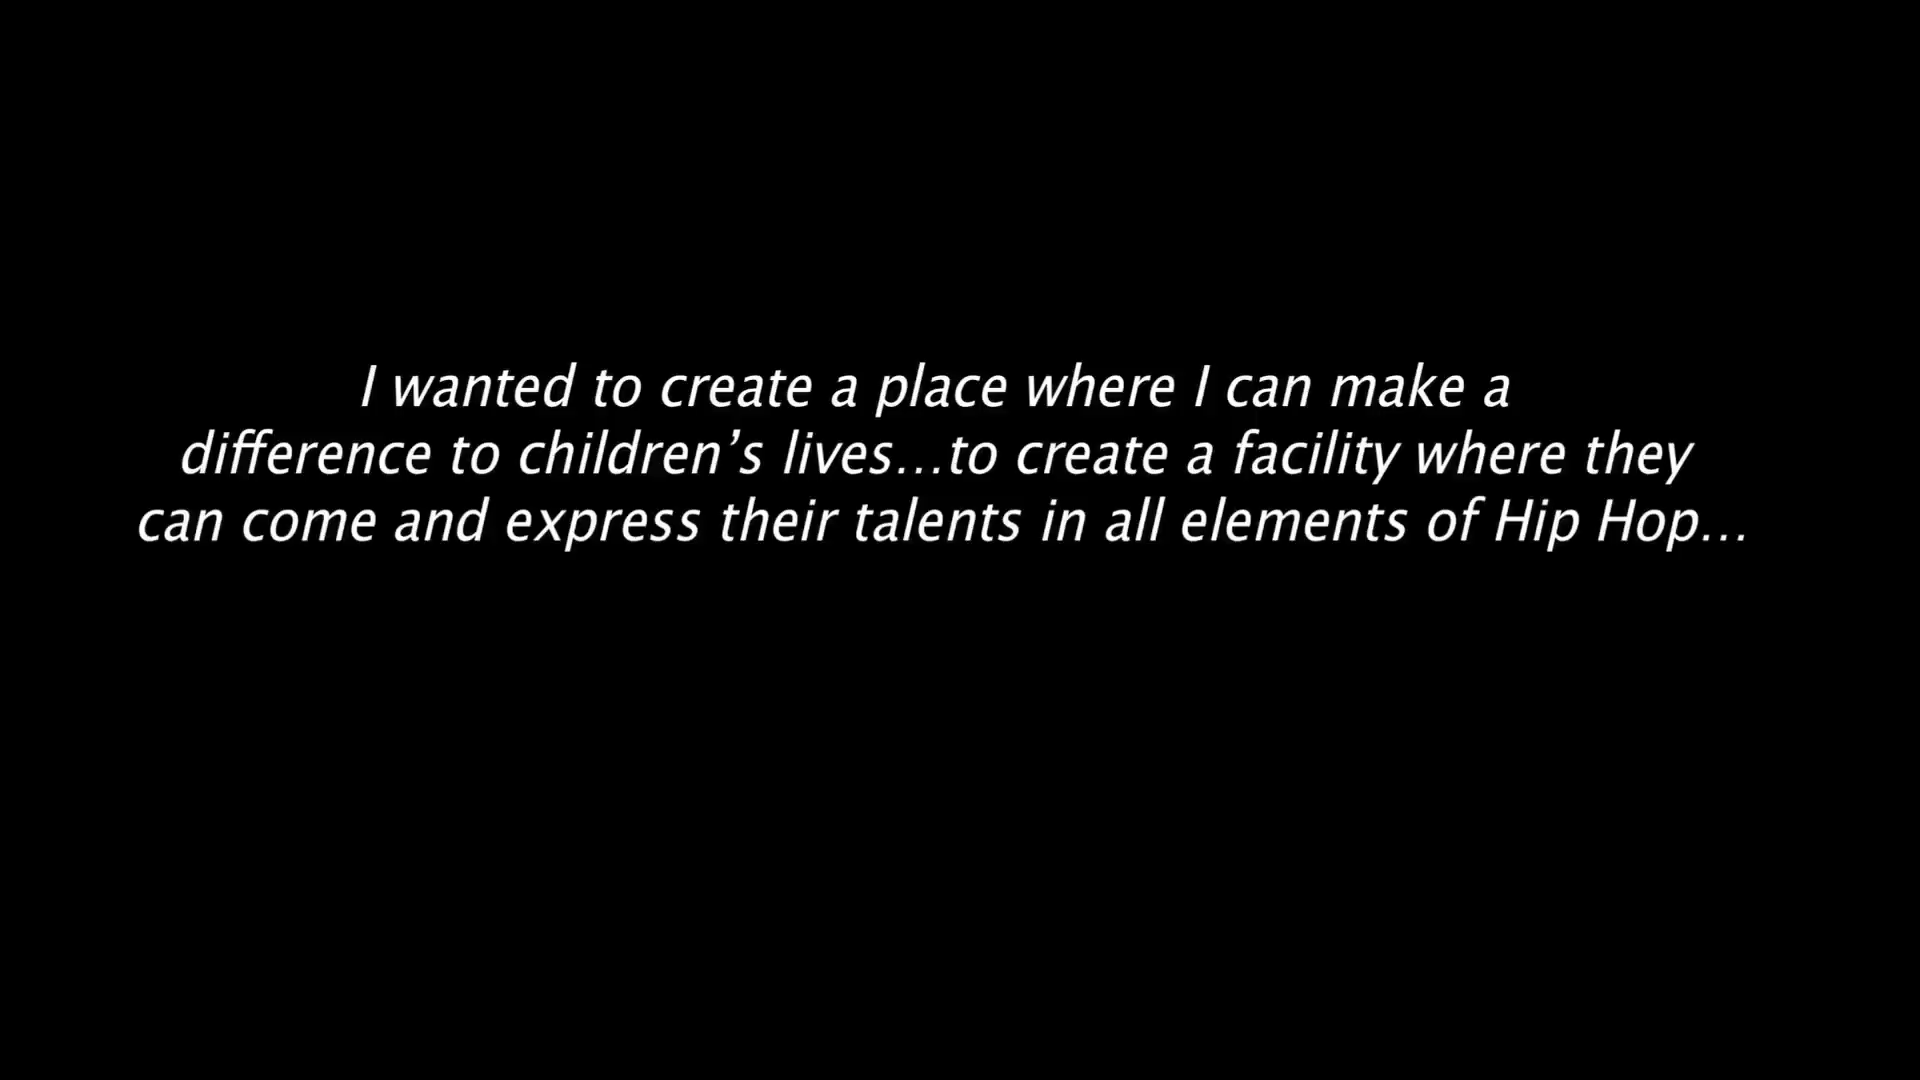 I wanted to create a place where I can make a
difference to children’s lives…to create a facility where they
can come and express their talents in all elements of Hip Hop…